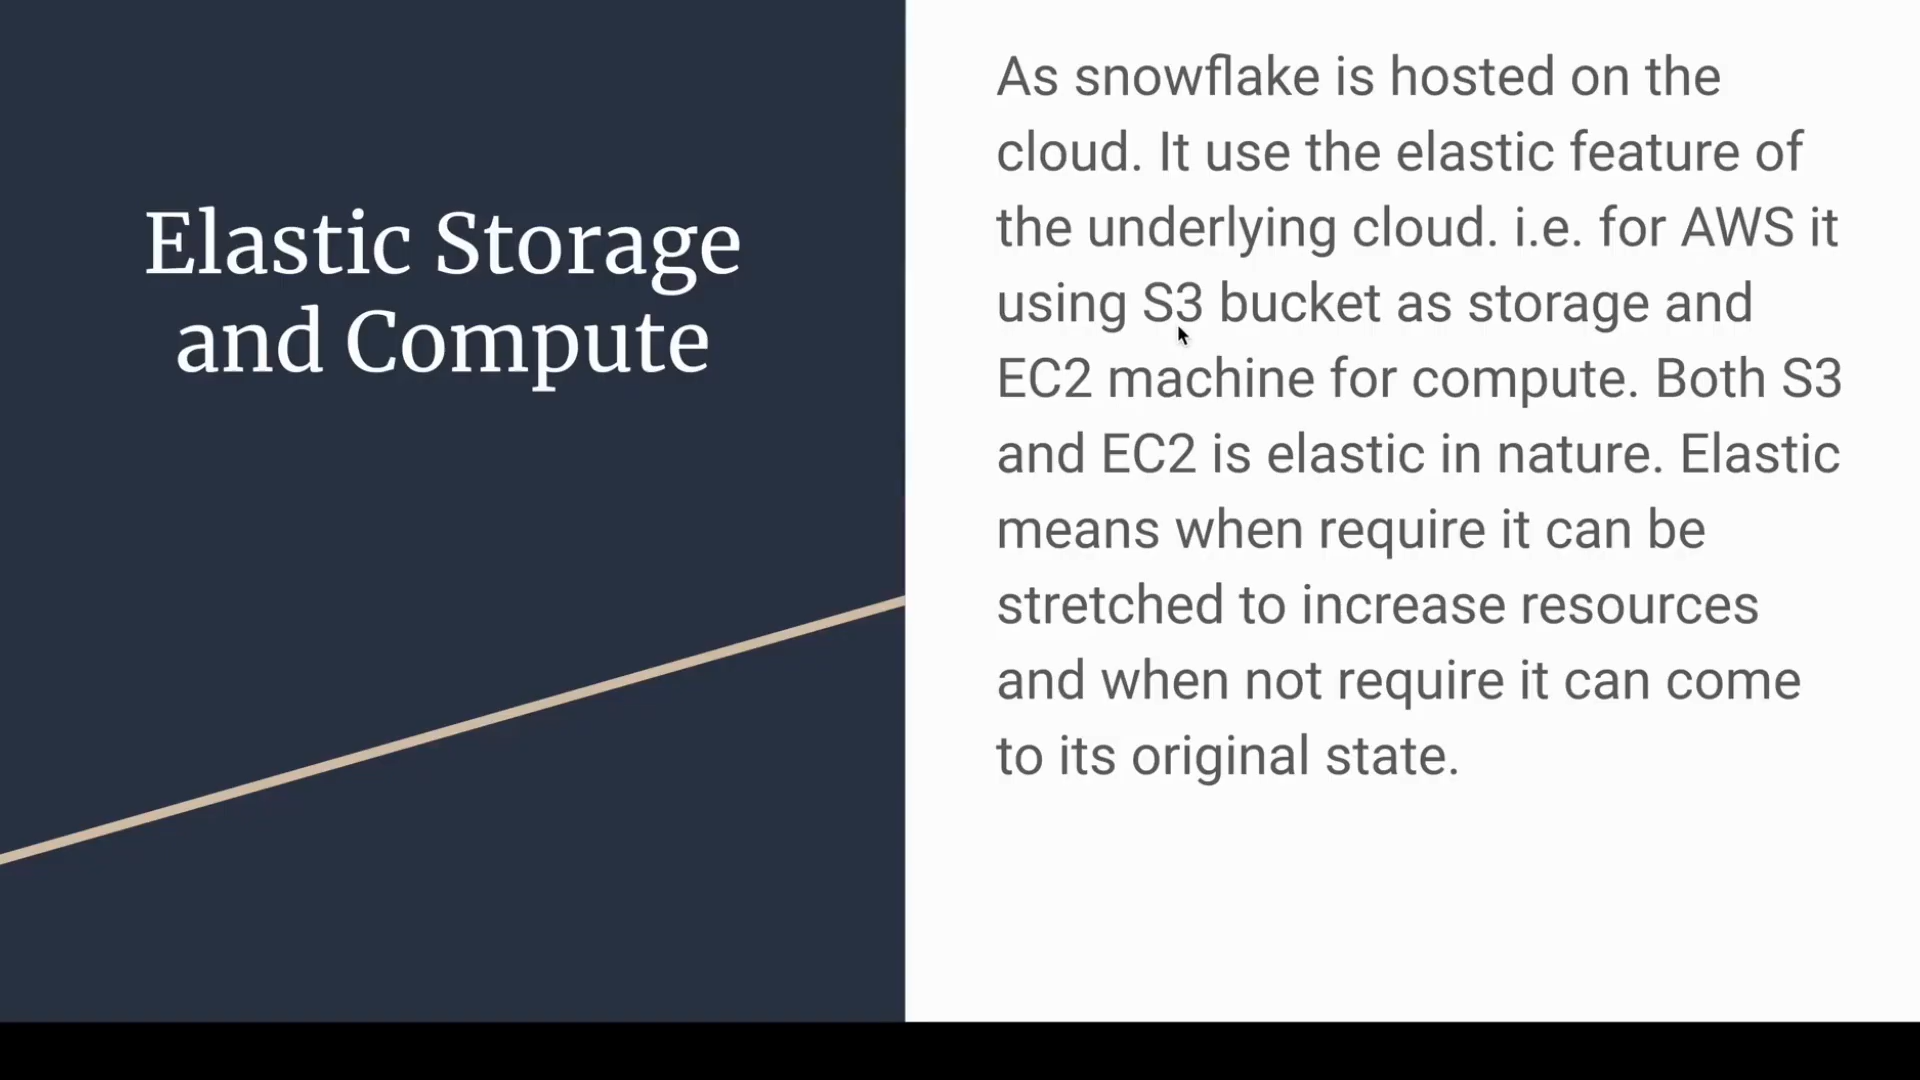 Elastic Storage
and Compute
As snowflake is hosted on the
cloud. It use the elastic feature of
the underlying cloud. i.e. for AWS it
using S3 bucket as storage and
EC2 machine for compute. Both S3
and EC2 is elastic in nature. Elastic
means when require it can be
stretched to increase resources
and when not require it can come
to its original state.